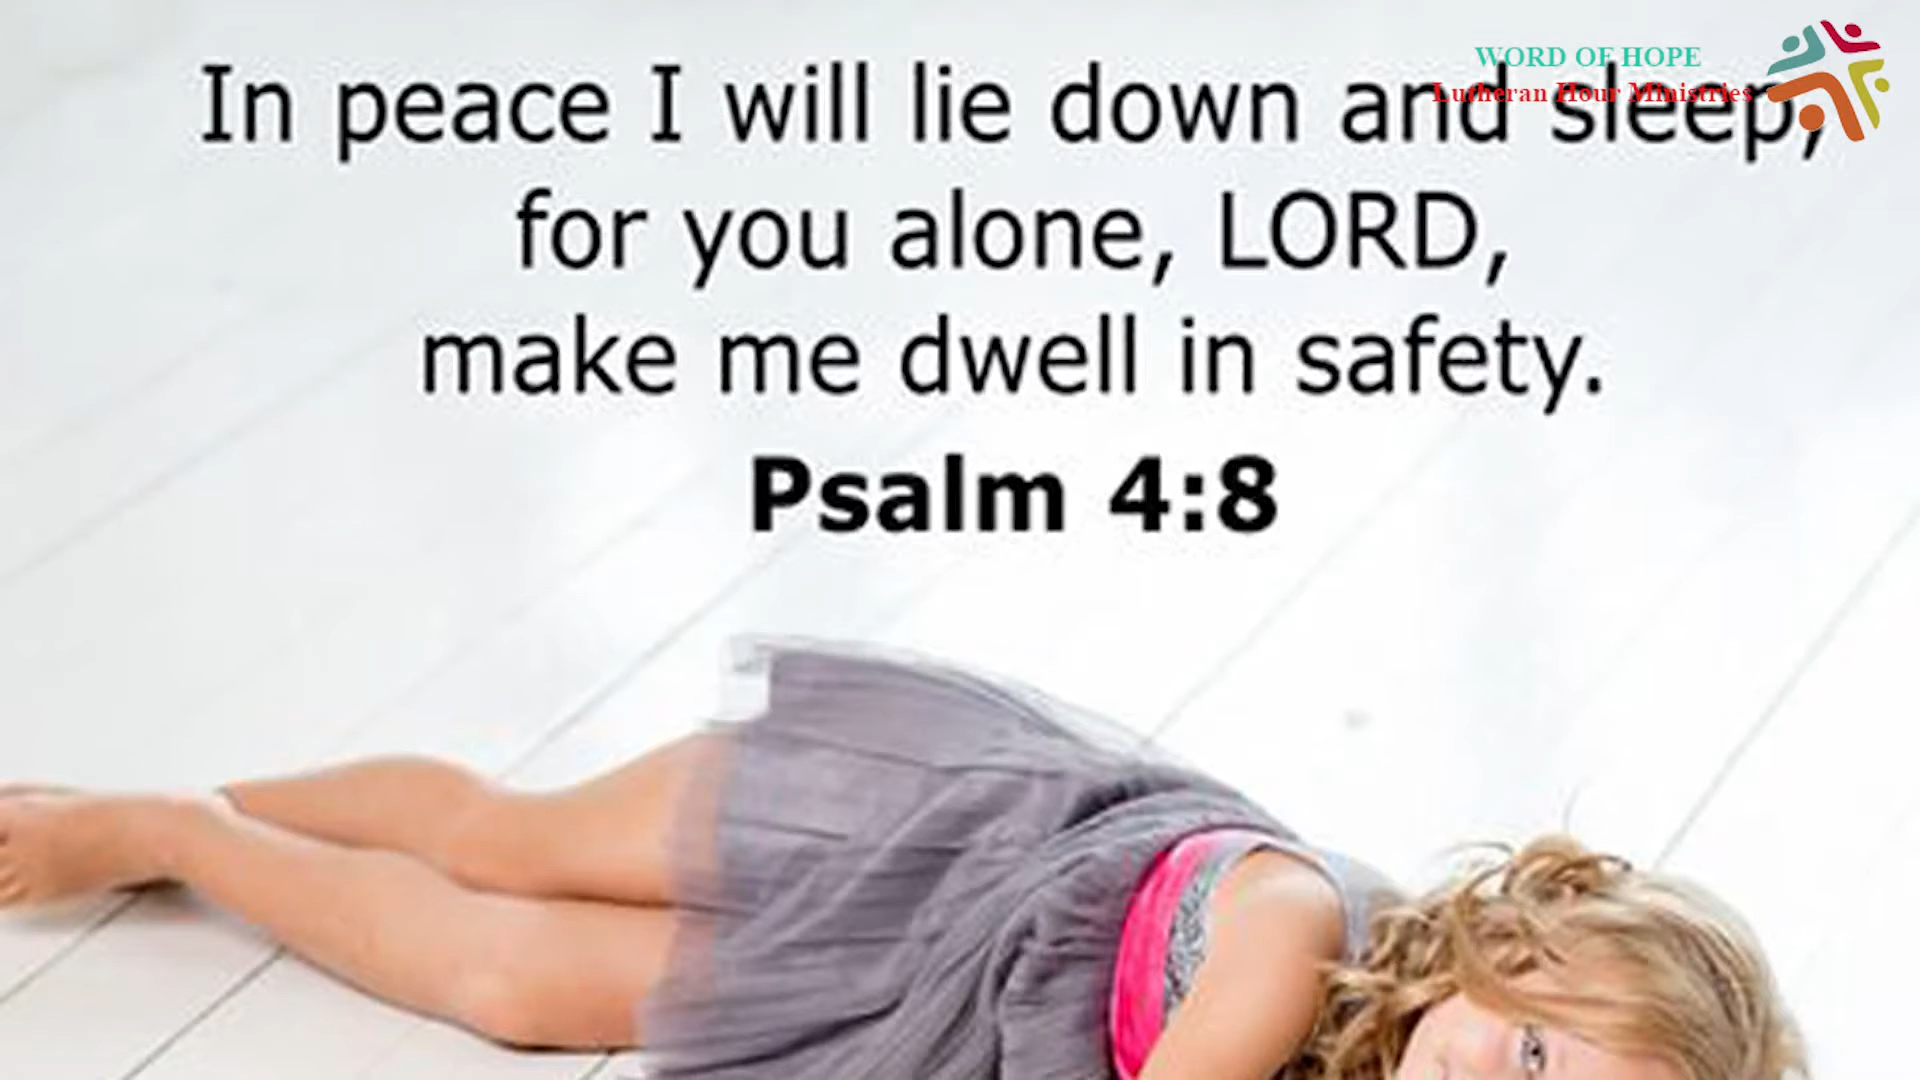 WORD OF HOPE
Lutheran Hour Ministries
In peace I will lie down and sleep,
for you alone, LORD,
make me dwell in safety.
Psalm 4:8